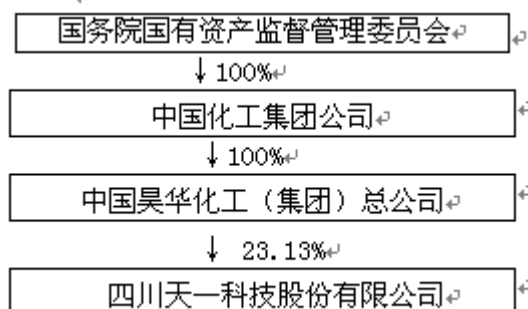 国务院国有资产监督管理委员会
↓100%
中国化工集团公司
↓100%
中国昊华化工（集团）总公司
↓ 23.13%
四川天一科技股份有限公司